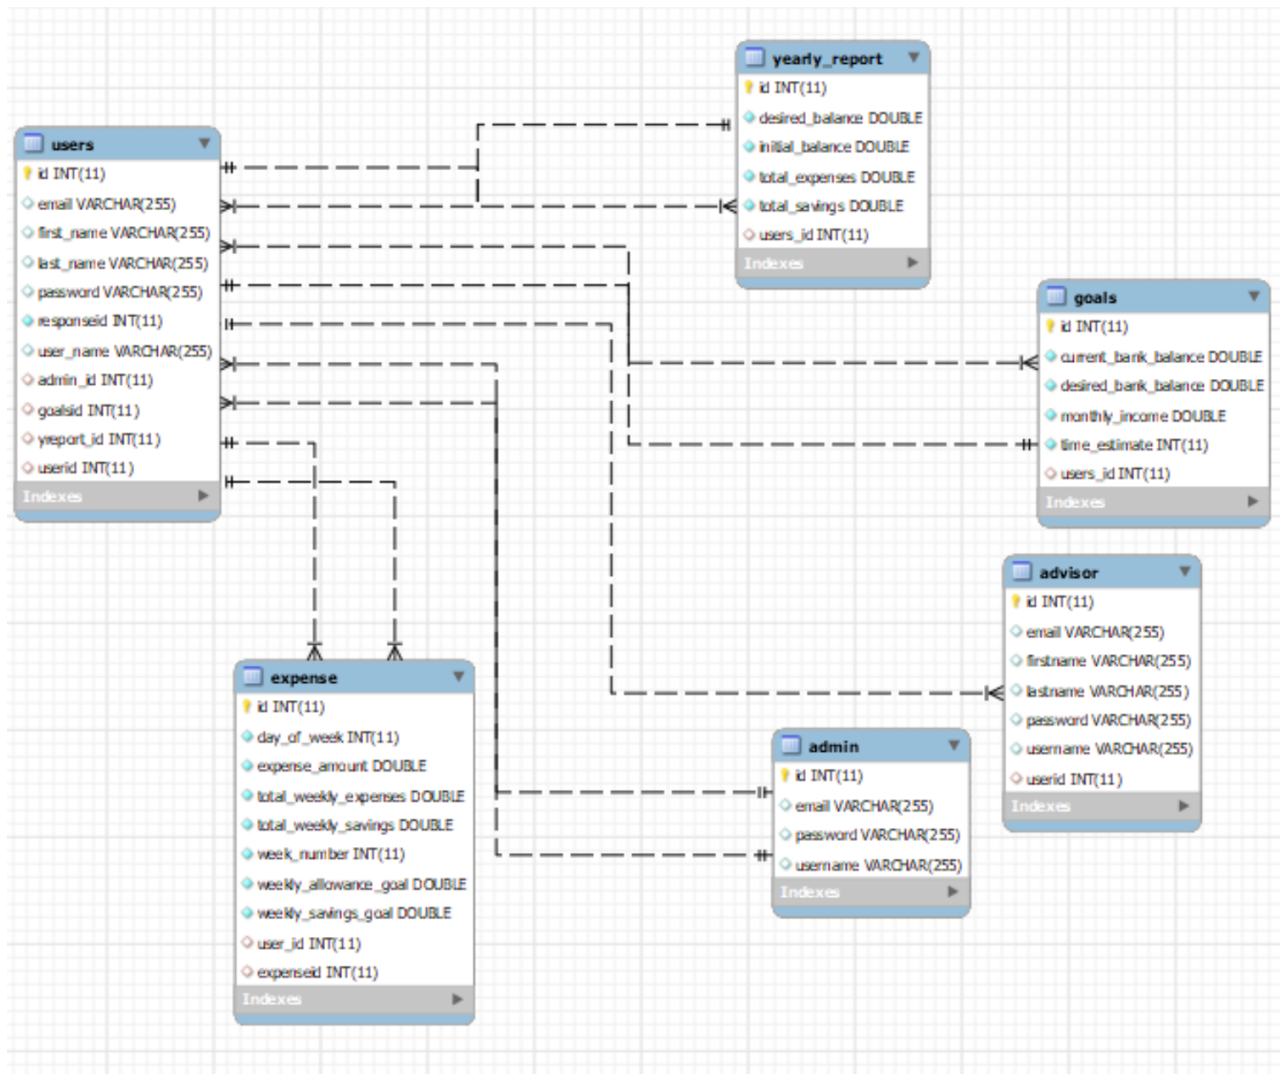 users
id INT(11)
email VARCHAR(255)
first_name VARCHAR(255)
last_name VARCHAR(255)
password VARCHAR(255)
responseid INT(11)
user_name VARCHAR(255)
admin_id INT(11)
goalsid INT(11)
yreport_id INT(11)
userid INT(11)
Indexes
yearly_report
id INT(11)
desired_balance DOUBLE
initial_balance DOUBLE
total_expenses DOUBLE
total_savings DOUBLE
users_id INT(11)
Indexes
goals
id INT(11)
current_bank_balance DOUBLE
desired_bank_balance DOUBLE
monthly_income DOUBLE
time_estimate INT(11)
users_id INT(11)
Indexes
advisor
id INT(11)
email VARCHAR(255)
firstname VARCHAR(255)
lastname VARCHAR(255)
password VARCHAR(255)
username VARCHAR(255)
userid INT(11)
Indexes
expense
id INT(11)
day_of_week INT(11)
expense_amount DOUBLE
total_weekly_expenses DOUBLE
total_weekly_savings DOUBLE
week_number INT(11)
weekly_allowance_goal DOUBLE
weekly_savings_goal DOUBLE
user_id INT(11)
expenseid INT(11)
Indexes
admin
id INT(11)
email VARCHAR(255)
password VARCHAR(255)
username VARCHAR(255)
Indexes